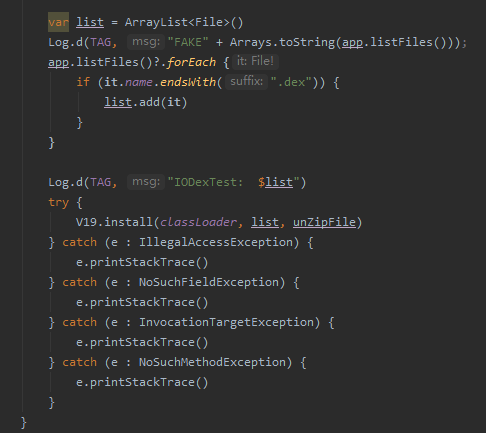 var list = ArrayList<File>()
Log.d(TAG, msg: "FAKE" + Arrays.toString(app.listFiles()));
app.listFiles()?.forEach { it: File!
if (it.name.endsWith( suffix: ".dex")) {
list.add(it)
}
}
Log.d(TAG, msg: "IODexTest:  $list")
try {
V19.install(classLoader, list, unZipFile)
} catch (e : IllegalAccessException) {
e.printStackTrace()
} catch (e : NoSuchFieldException) {
e.printStackTrace()
} catch (e : InvocationTargetException) {
e.printStackTrace()
} catch (e : NoSuchMethodException) {
e.printStackTrace()
}
}